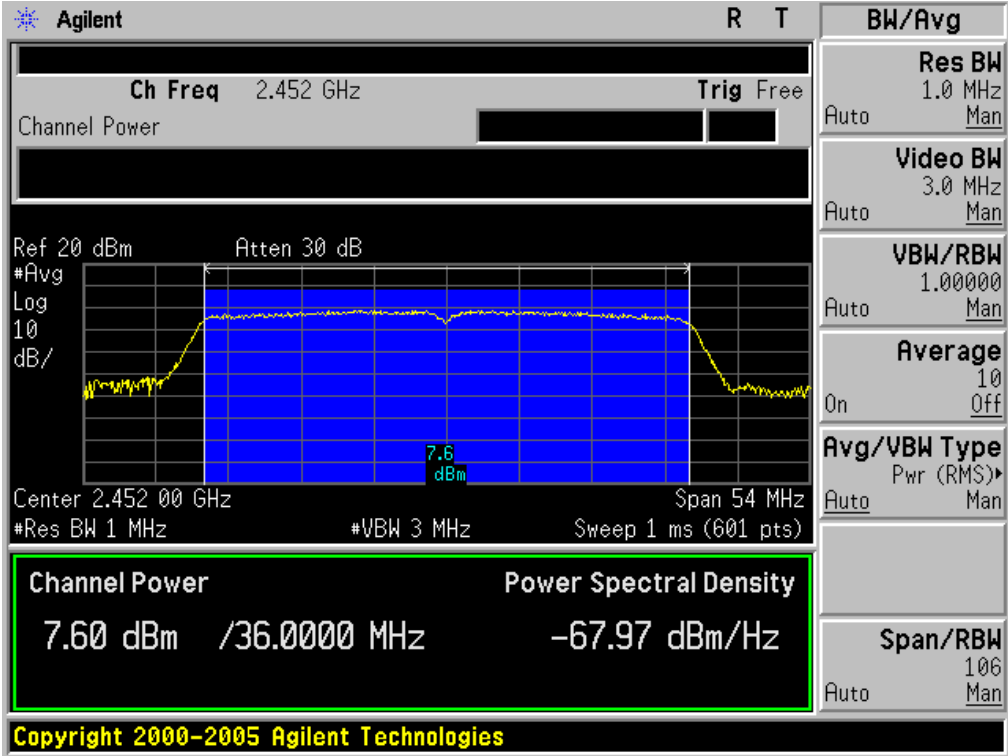 Agilent R T
Ch Freq 2.452 GHz Trig Free
Channel Power
Ref 20 dBm Atten 30 dB
#Avg
Log
10
dB/
7.6
dBm
Center 2.452 00 GHz Span 54 MHz
#Res BW 1 MHz #VBW 3 MHz Sweep 1 ms (601 pts)
Channel Power Power Spectral Density
7.60 dBm /36.0000 MHz -67.97 dBm/Hz
BW/Avg
Res BW
1.0 MHz
Auto Man
Video BW
3.0 MHz
Auto Man
VBW/RBW
1.00000
Auto Man
Average
10
On Off
Avg/VBW Type
Pwr (RMS)▸
Auto Man
Span/RBW
106
Auto Man
Copyright 2000-2005 Agilent Technologies